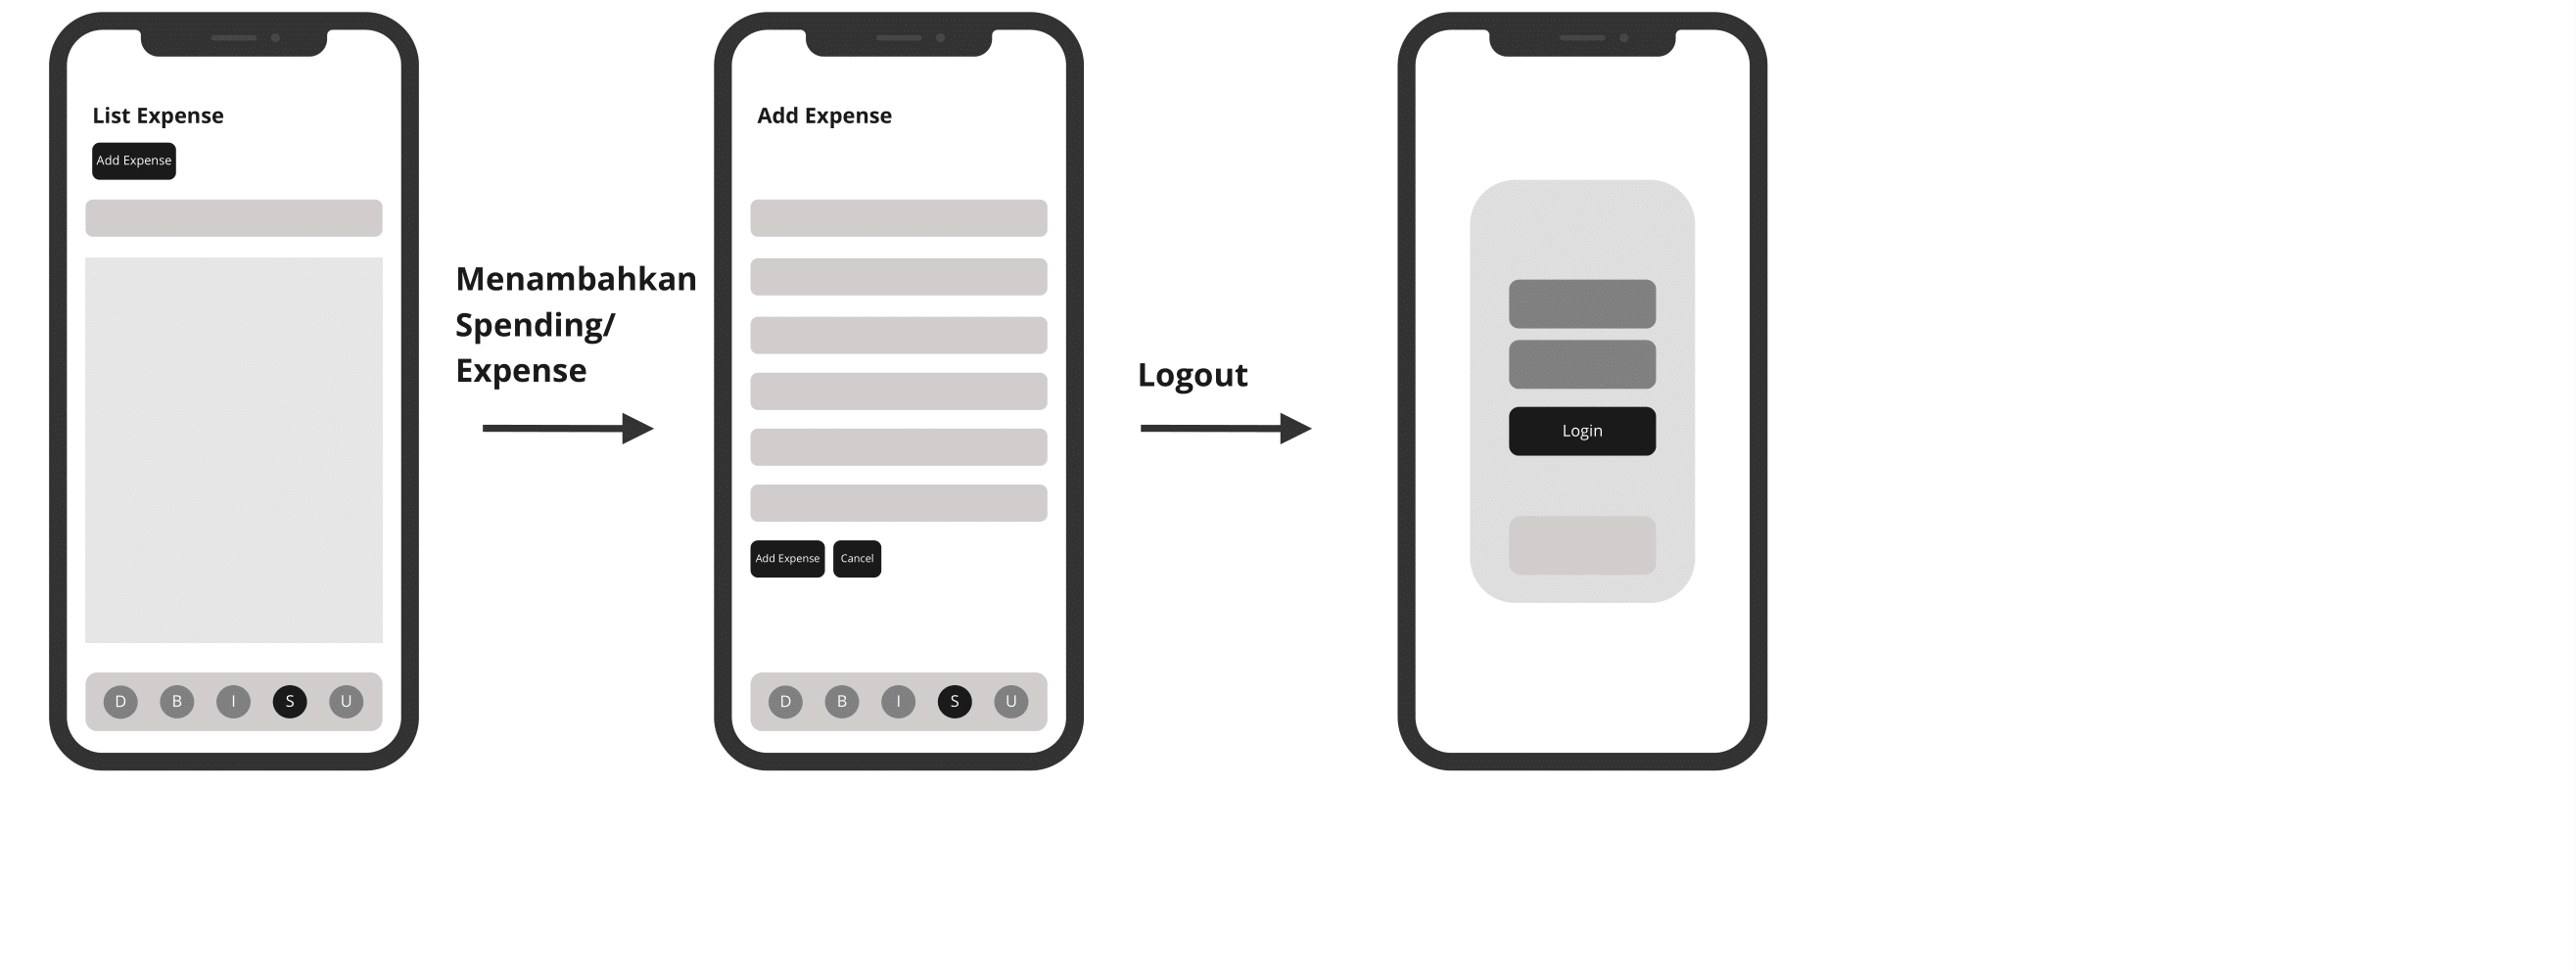 List Expense
Add Expense
D B I S U
Menambahkan
Spending/
Expense
Add Expense
Add Expense Cancel
D B I S U
Logout
Login